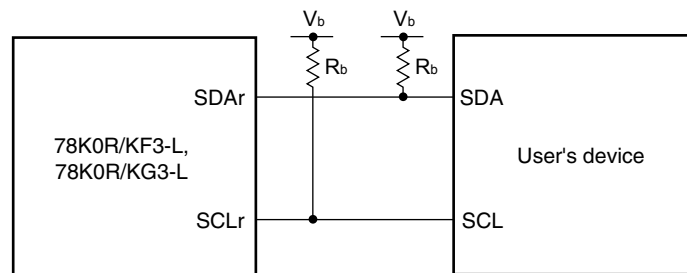 Vb Vb
Rb Rb
SDAr SDA
78K0R/KF3-L,
78K0R/KG3-L
User's device
SCLr SCL